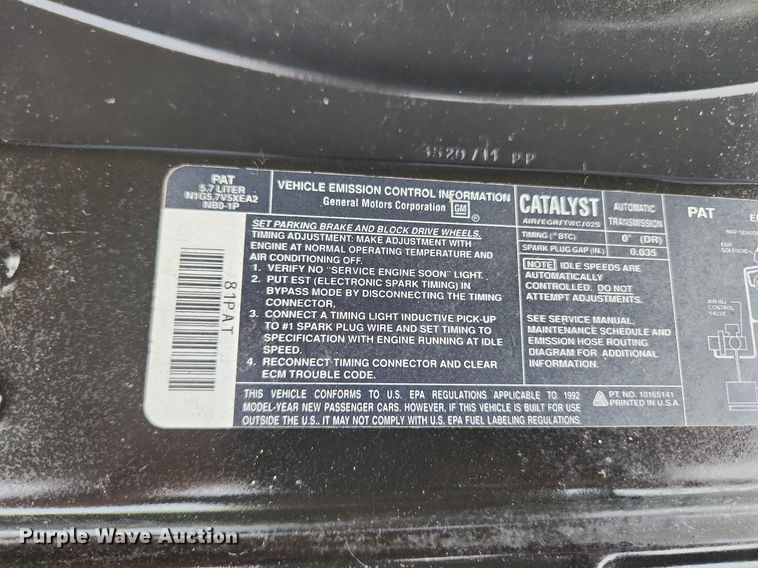 3520711 PP
PAT
5.7 LITER
N1G5.7V5XEA2
NB0-1P
81PAT
VEHICLE EMISSION CONTROL INFORMATION
General Motors Corporation GM ®
SET PARKING BRAKE AND BLOCK DRIVE WHEELS.
TIMING ADJUSTMENT: MAKE ADJUSTMENT WITH
ENGINE AT NORMAL OPERATING TEMPERATURE AND
AIR CONDITIONING OFF.
1. VERIFY NO "SERVICE ENGINE SOON" LIGHT.
2. PUT EST (ELECTRONIC SPARK TIMING) IN
BYPASS MODE BY DISCONNECTING THE TIMING
CONNECTOR.
3. CONNECT A TIMING LIGHT INDUCTIVE PICK-UP
TO #1 SPARK PLUG WIRE AND SET TIMING TO
SPECIFICATION WITH ENGINE RUNNING AT IDLE
SPEED.
4. RECONNECT TIMING CONNECTOR AND CLEAR
ECM TROUBLE CODE.
CATALYST
AIR/EGR/TWC/O2S
AUTOMATIC
TRANSMISSION
TIMING (°BTC) 0° (DR)
SPARK PLUG GAP (IN.) 0.035
NOTE IDLE SPEEDS ARE
AUTOMATICALLY
CONTROLLED. DO NOT
ATTEMPT ADJUSTMENTS.
SEE SERVICE MANUAL,
MAINTENANCE SCHEDULE AND
EMISSION HOSE ROUTING
DIAGRAM FOR ADDITIONAL
INFORMATION.
THIS VEHICLE CONFORMS TO U.S. EPA REGULATIONS APPLICABLE TO 1992
MODEL-YEAR NEW PASSENGER CARS. HOWEVER, IF THIS VEHICLE IS BUILT FOR USE
OUTSIDE THE U.S., IT MAY NOT COMPLY WITH U.S. EPA FUEL LABELING REGULATIONS.
PT. NO. 10165141
PRINTED IN U.S.A.
PAT
MAP SENSOR
EGR
SOLENOID
AIR INJ
CONTROL
VALVE
Purple Wave Auction